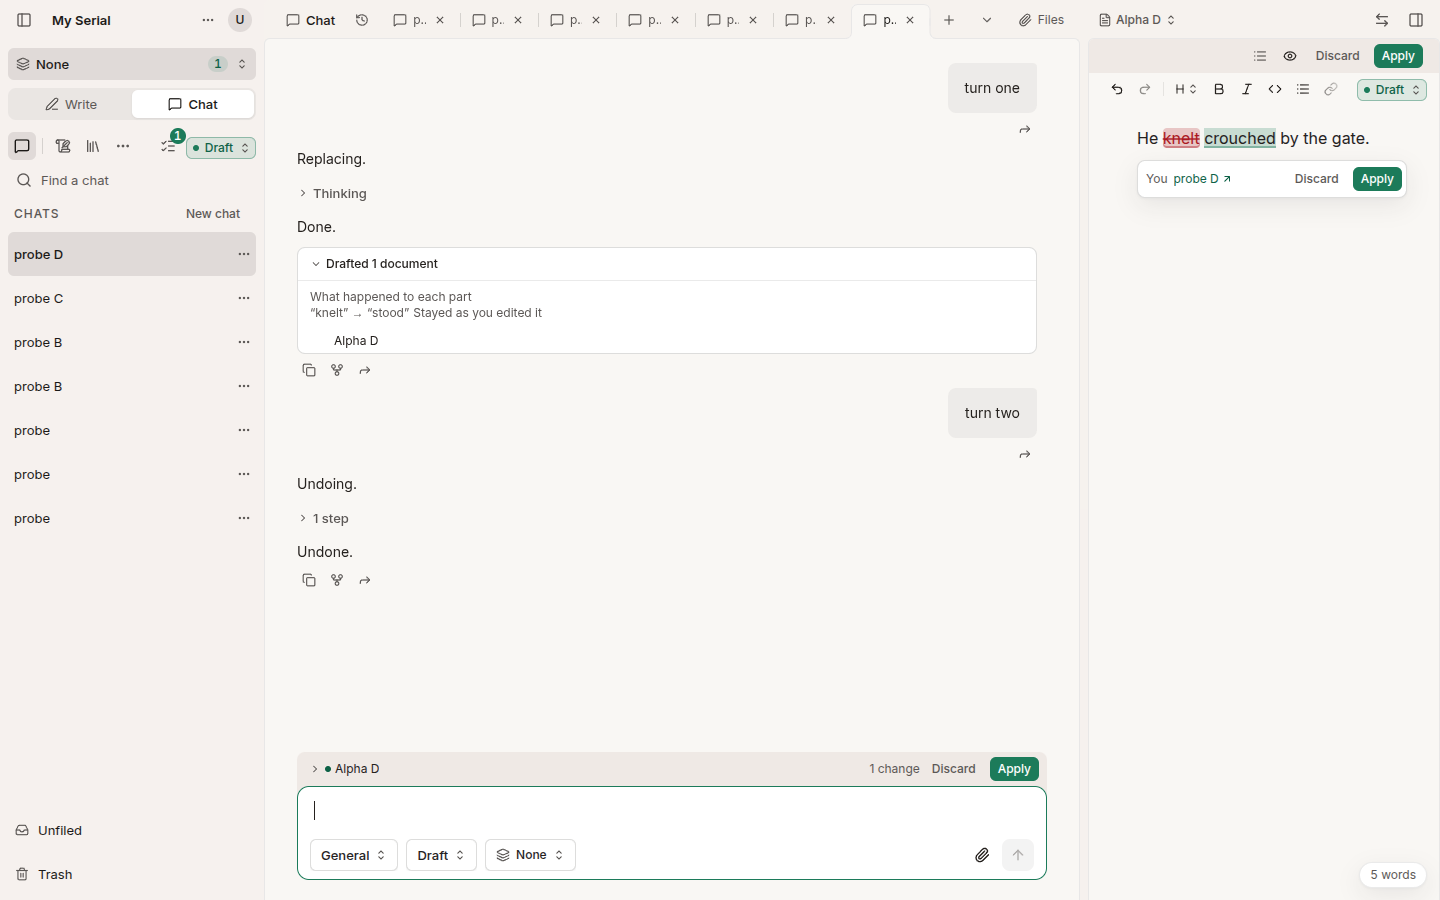 My Serial
U
None
1
Write
Chat
1
Draft
Find a chat
CHATS
New chat
probe D
probe C
probe B
probe B
probe
probe
probe
Unfiled
Trash
Chat
p..
p..
p..
p..
p..
p.
p..
Files
turn one
Replacing.
Thinking
Done.
Drafted 1 document
What happened to each part
“knelt” → “stood” Stayed as you edited it
Alpha D
turn two
Undoing.
1 step
Undone.
Alpha D
1 change
Discard
Apply
General
Draft
None
Alpha D
Discard
Apply
H
B
I
Draft
He knelt crouched by the gate.
You probe D
Discard
Apply
5 words